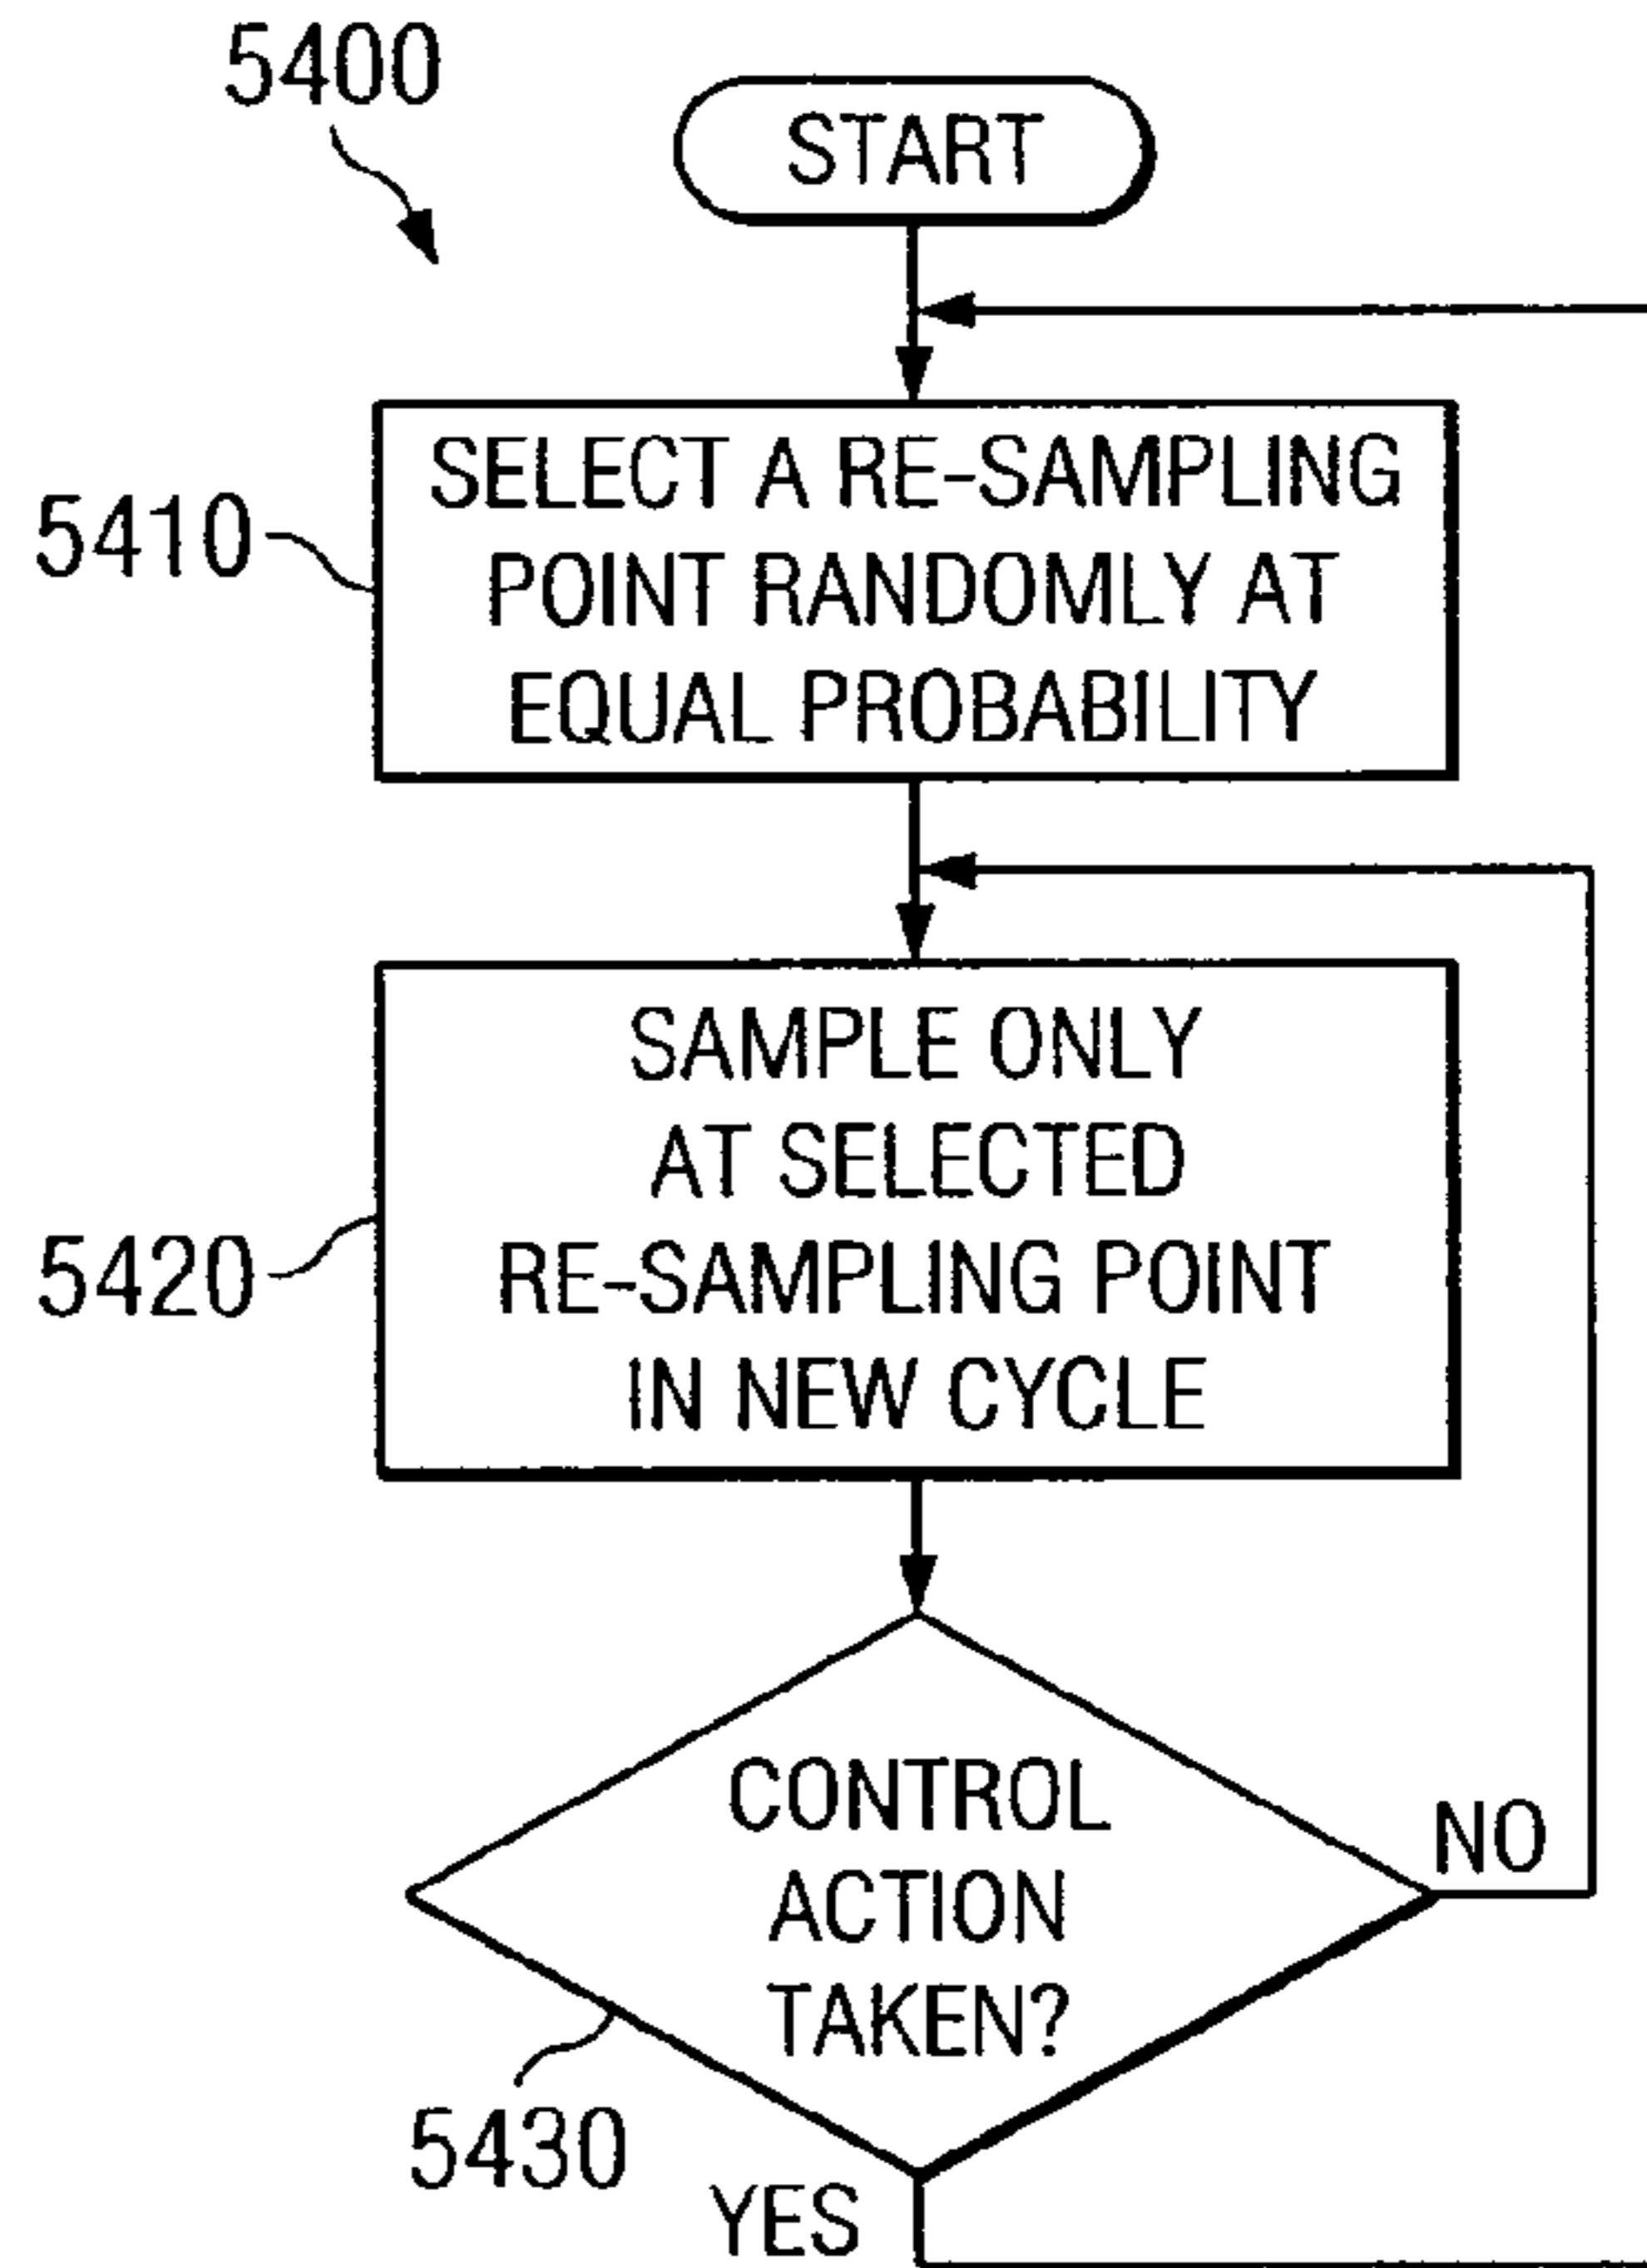 5400
START
5410
SELECT A RE-SAMPLING
POINT RANDOMLY AT
EQUAL PROBABILITY
5420
SAMPLE ONLY
AT SELECTED
RE-SAMPLING POINT
IN NEW CYCLE
CONTROL
ACTION
TAKEN?
NO
5430
YES